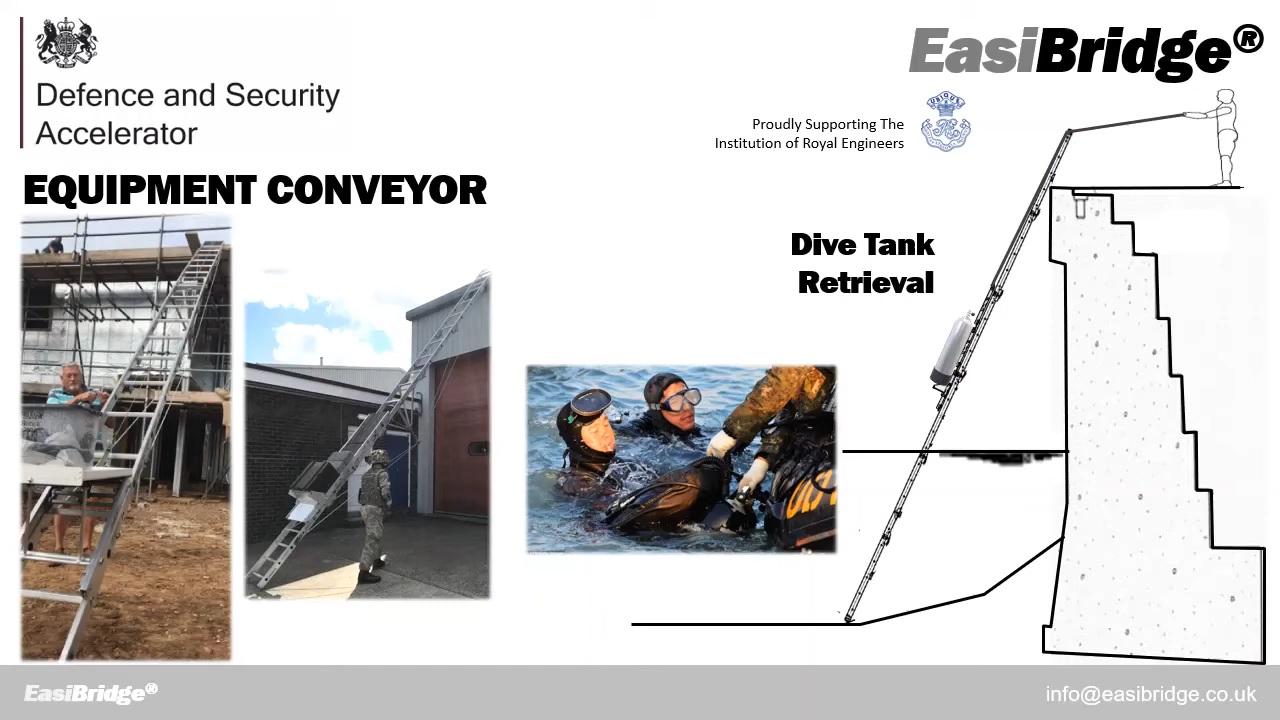 Defence and Security
Accelerator
EasiBridge®
UBIQUE
Proudly Supporting The
Institution of Royal Engineers
EQUIPMENT CONVEYOR
Dive Tank
Retrieval
EasiBridge®
info@easibridge.co.uk